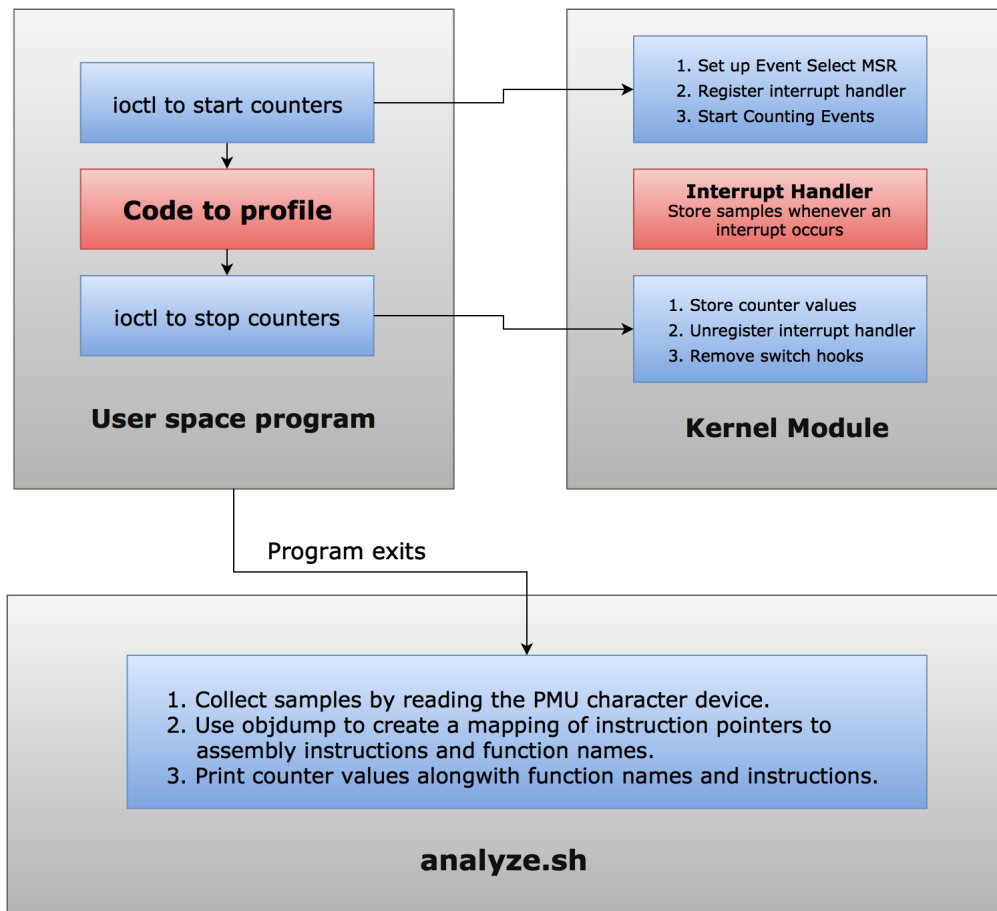 ioctl to start counters
Code to profile
ioctl to stop counters
User space program
1. Set up Event Select MSR
2. Register interrupt handler
3. Start Counting Events
Interrupt Handler
Store samples whenever an
interrupt occurs
1. Store counter values
2. Unregister interrupt handler
3. Remove switch hooks
Kernel Module
Program exits
1. Collect samples by reading the PMU character device.
2. Use objdump to create a mapping of instruction pointers to
assembly instructions and function names.
3. Print counter values alongwith function names and instructions.
analyze.sh